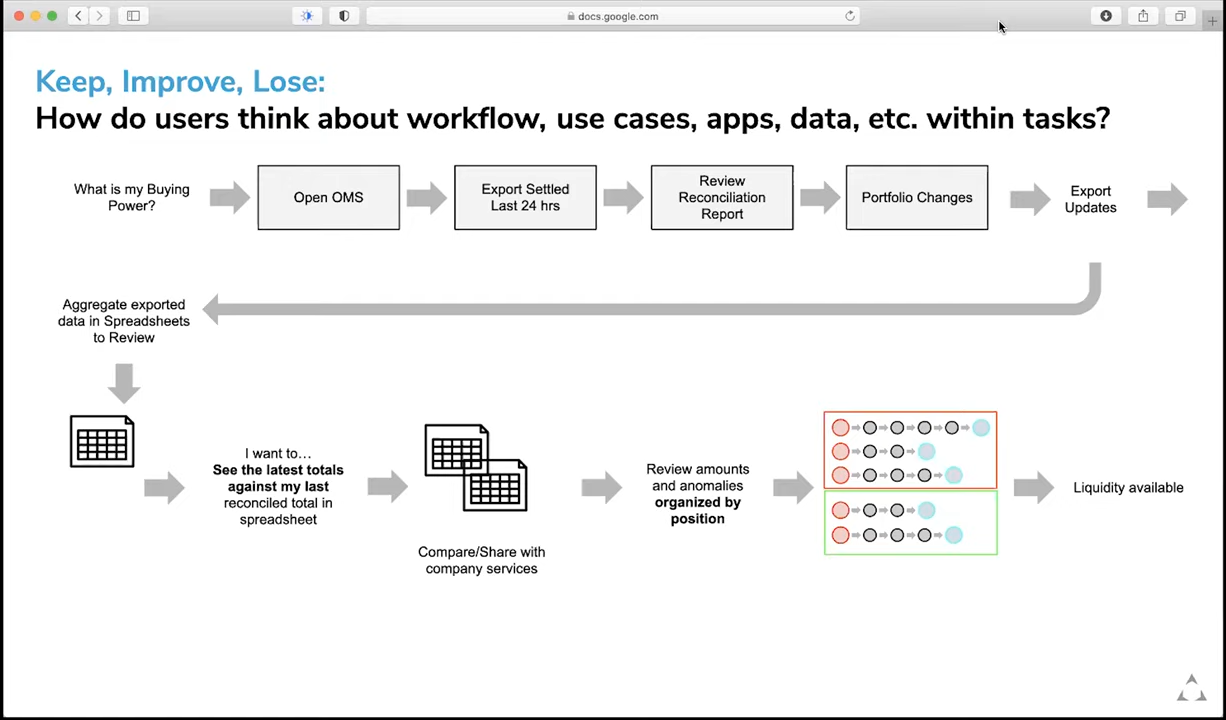 docs.google.com
Keep, Improve, Lose:
How do users think about workflow, use cases, apps, data, etc. within tasks?
What is my Buying
Power?
Open OMS
Export Settled
Last 24 hrs
Review
Reconciliation
Report
Portfolio Changes
Export
Updates
Aggregate exported
data in Spreadsheets
to Review
I want to…
See the latest totals
against my last
reconciled total in
spreadsheet
Compare/Share with
company services
Review amounts
and anomalies
organized by
position
Liquidity available